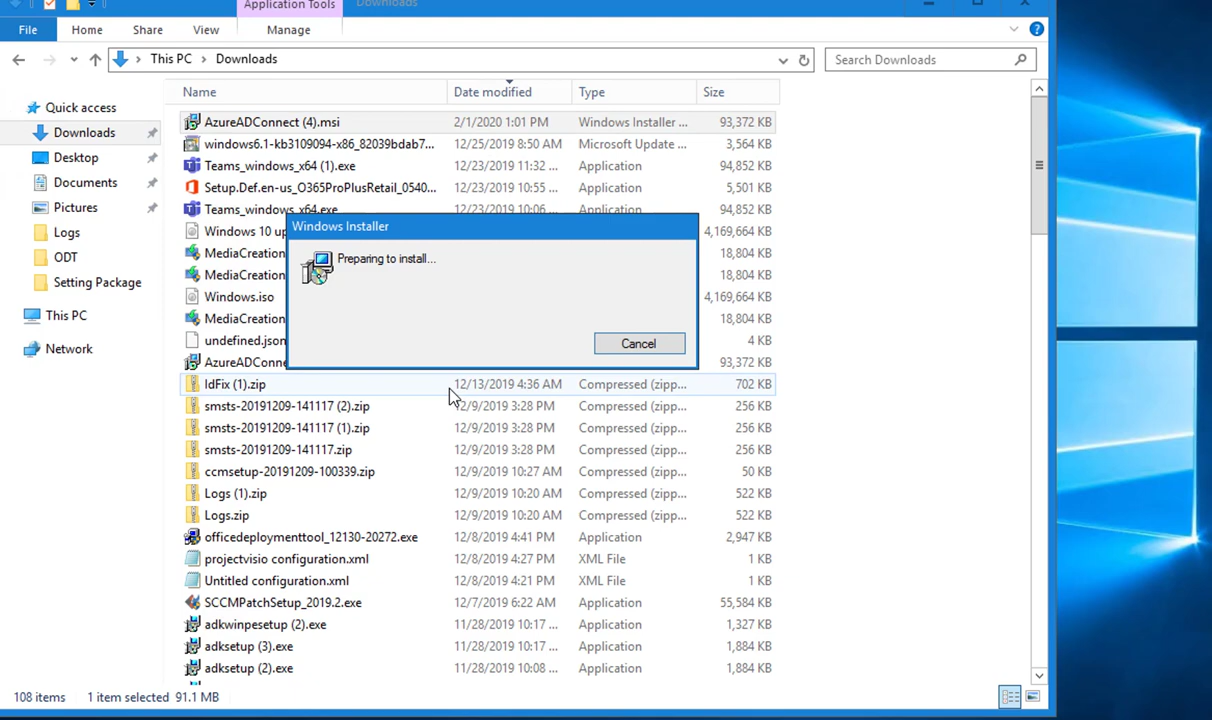 Application Tools
Downloads
File Home Share View Manage
This PC > Downloads
Search Downloads
Name Date modified Type Size
Quick access
Downloads
Desktop
Documents
Pictures
Logs
ODT
Setting Package
This PC
Network
AzureADConnect (4).msi 2/1/2020 1:01 PM Windows Installer ... 93,372 KB
windows6.1-kb3109094-x86_82039bdab7... 12/25/2019 8:50 AM Microsoft Update ... 3,564 KB
Teams_windows_x64 (1).exe 12/23/2019 11:32 ... Application 94,852 KB
Setup.Def.en-us_O365ProPlusRetail_0540... 12/23/2019 10:55 ... Application 5,501 KB
Teams_windows_x64.exe 12/23/2019 10:06 ... Application 94,852 KB
Windows 10 up 4,169,664 KB
MediaCreation 18,804 KB
MediaCreation 18,804 KB
Windows.iso 4,169,664 KB
MediaCreation 18,804 KB
undefined.json 4 KB
AzureADConne 93,372 KB
Windows Installer
Preparing to install...
Cancel
IdFix (1).zip 12/13/2019 4:36 AM Compressed (zipp... 702 KB
smsts-20191209-141117 (2).zip 12/9/2019 3:28 PM Compressed (zipp... 256 KB
smsts-20191209-141117 (1).zip 12/9/2019 3:28 PM Compressed (zipp... 256 KB
smsts-20191209-141117.zip 12/9/2019 3:28 PM Compressed (zipp... 256 KB
ccmsetup-20191209-100339.zip 12/9/2019 10:27 AM Compressed (zipp... 50 KB
Logs (1).zip 12/9/2019 10:20 AM Compressed (zipp... 522 KB
Logs.zip 12/9/2019 10:20 AM Compressed (zipp... 522 KB
officedeploymenttool_12130-20272.exe 12/8/2019 4:41 PM Application 2,947 KB
projectvisio configuration.xml 12/8/2019 4:27 PM XML File 1 KB
Untitled configuration.xml 12/8/2019 4:21 PM XML File 1 KB
SCCMPatchSetup_2019.2.exe 12/7/2019 6:22 AM Application 55,584 KB
adkwinpesetup (2).exe 11/28/2019 10:17 ... Application 1,327 KB
adksetup (3).exe 11/28/2019 10:17 ... Application 1,884 KB
adksetup (2).exe 11/28/2019 10:08 ... Application 1,884 KB
108 items 1 item selected 91.1 MB